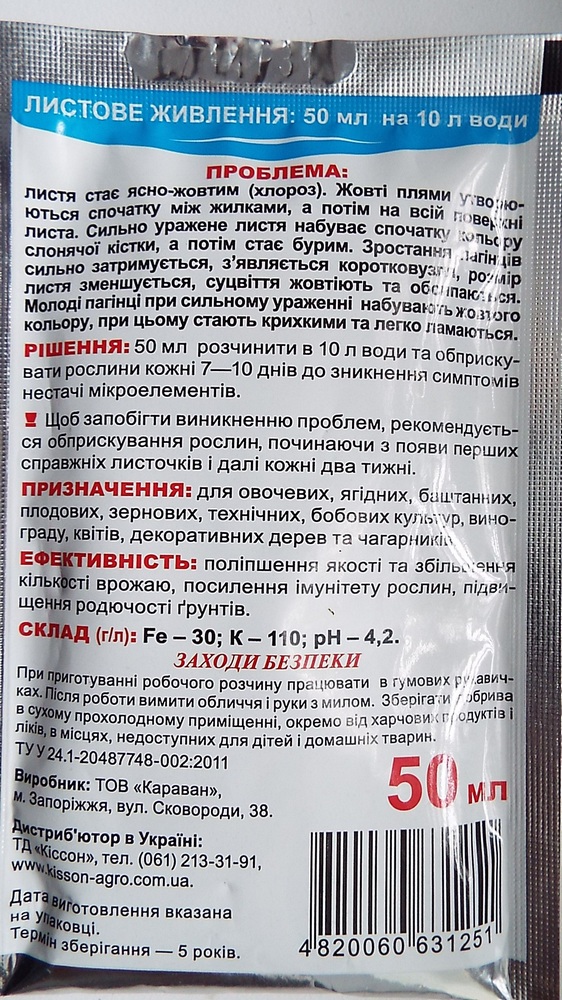 ЛИСТОВЕ ЖИВЛЕННЯ: 50 мл на 10 л води
ПРОБЛЕМА:
листя стає ясно-жовтим (хлороз). Жовті плями утворю-
ються спочатку між жилками, а потім на всій поверхні
листа. Сильно уражене листя набуває спочатку кольору
слонячої кістки, а потім стає бурим. Зростання пагінців
сильно затримується, з’являється коротковузля, розмір
листя зменшується, суцвіття жовтіють та обсипаються.
Молоді пагінці при сильному ураженні набувають жовтого
кольору, при цьому стають крихкими та легко ламаються.
РІШЕННЯ: 50 мл розчинити в 10 л води та обприску-
вати рослини кожні 7—10 днів до зникнення симптомів
нестачі мікроелементів.
Щоб запобігти виникненню проблем, рекомендуєть-
ся обприскування рослин, починаючи з появи перших
справжніх листочків і далі кожні два тижні.
ПРИЗНАЧЕННЯ: для овочевих, ягідних, баштанних,
плодових, зернових, технічних, бобових культур, вино-
граду, квітів, декоративних дерев та чагарників.
ЕФЕКТИВНІСТЬ: поліпшення якості та збільшення
кількості врожаю, посилення імунітету рослин, підви-
щення родючості ґрунтів.
СКЛАД (г/л): Fe – 30; К – 110; рН – 4,2.
ЗАХОДИ БЕЗПЕКИ
При приготуванні робочого розчину працювати в гумових рукавич-
ках. Після роботи вимити обличчя і руки з милом. Зберігати добрива
в сухому прохолодному приміщенні, окремо від харчових продуктів і
ліків, в місцях, недоступних для дітей і домашніх тварин.
ТУ У 24.1-20487748-002:2011
50 мл
Виробник: ТОВ «Караван»,
м. Запоріжжя, вул. Сковороди, 38.
Дистриб'ютор в Україні:
ТД «Кіссон», тел. (061) 213-31-91,
www.kisson-agro.com.ua.
Дата виготовлення вказана
на упаковці.
Термін зберігання — 5 років.
4 820060 631251